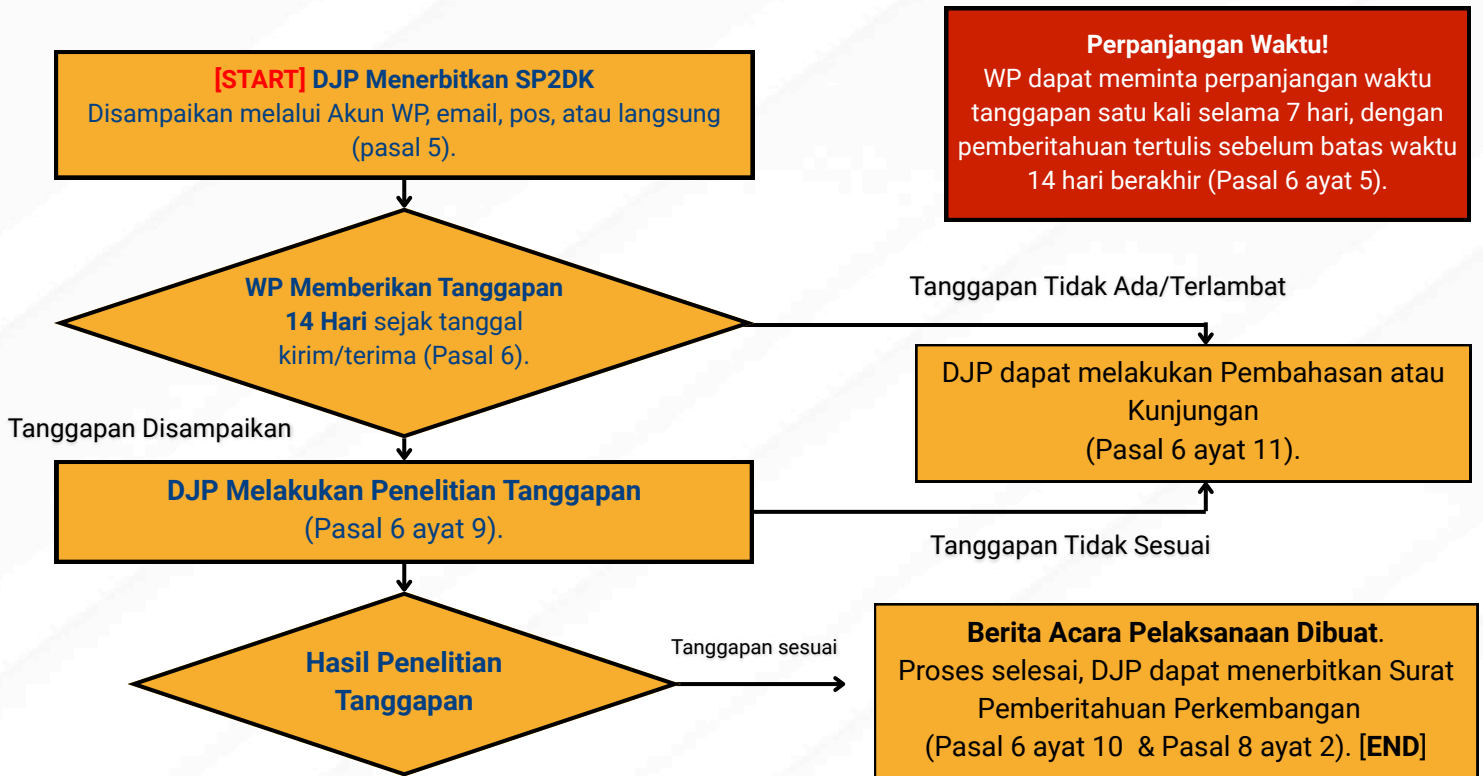 [START] DJP Menerbitkan SP2DK
Disampaikan melalui Akun WP, email, pos, atau langsung
(pasal 5).
Perpanjangan Waktu!
WP dapat meminta perpanjangan waktu
tanggapan satu kali selama 7 hari, dengan
pemberitahuan tertulis sebelum batas waktu
14 hari berakhir (Pasal 6 ayat 5).
WP Memberikan Tanggapan
14 Hari sejak tanggal
kirim/terima (Pasal 6).
Tanggapan Tidak Ada/Terlambat
DJP dapat melakukan Pembahasan atau
Kunjungan
(Pasal 6 ayat 11).
Tanggapan Disampaikan
DJP Melakukan Penelitian Tanggapan
(Pasal 6 ayat 9).
Tanggapan Tidak Sesuai
Hasil Penelitian
Tanggapan
Tanggapan sesuai
Berita Acara Pelaksanaan Dibuat.
Proses selesai, DJP dapat menerbitkan Surat
Pemberitahuan Perkembangan
(Pasal 6 ayat 10 & Pasal 8 ayat 2). [END]